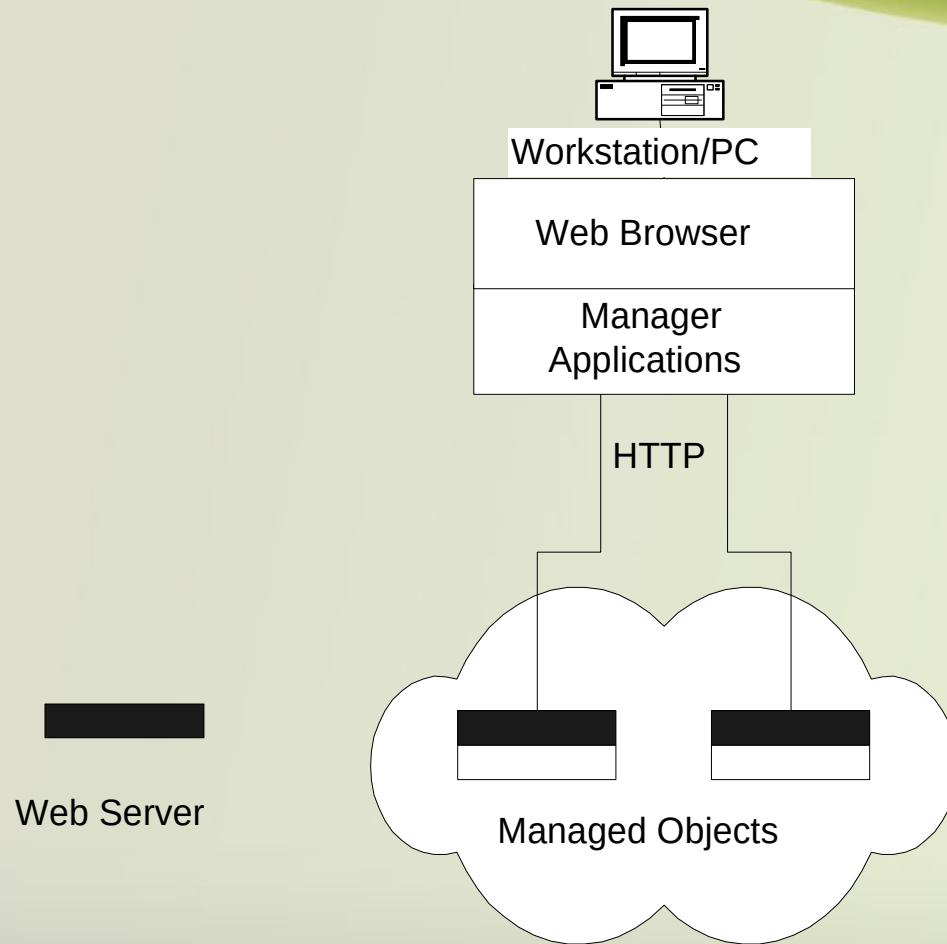 Workstation/PC
Web Browser
Manager
Applications
HTTP
Web Server
Managed Objects